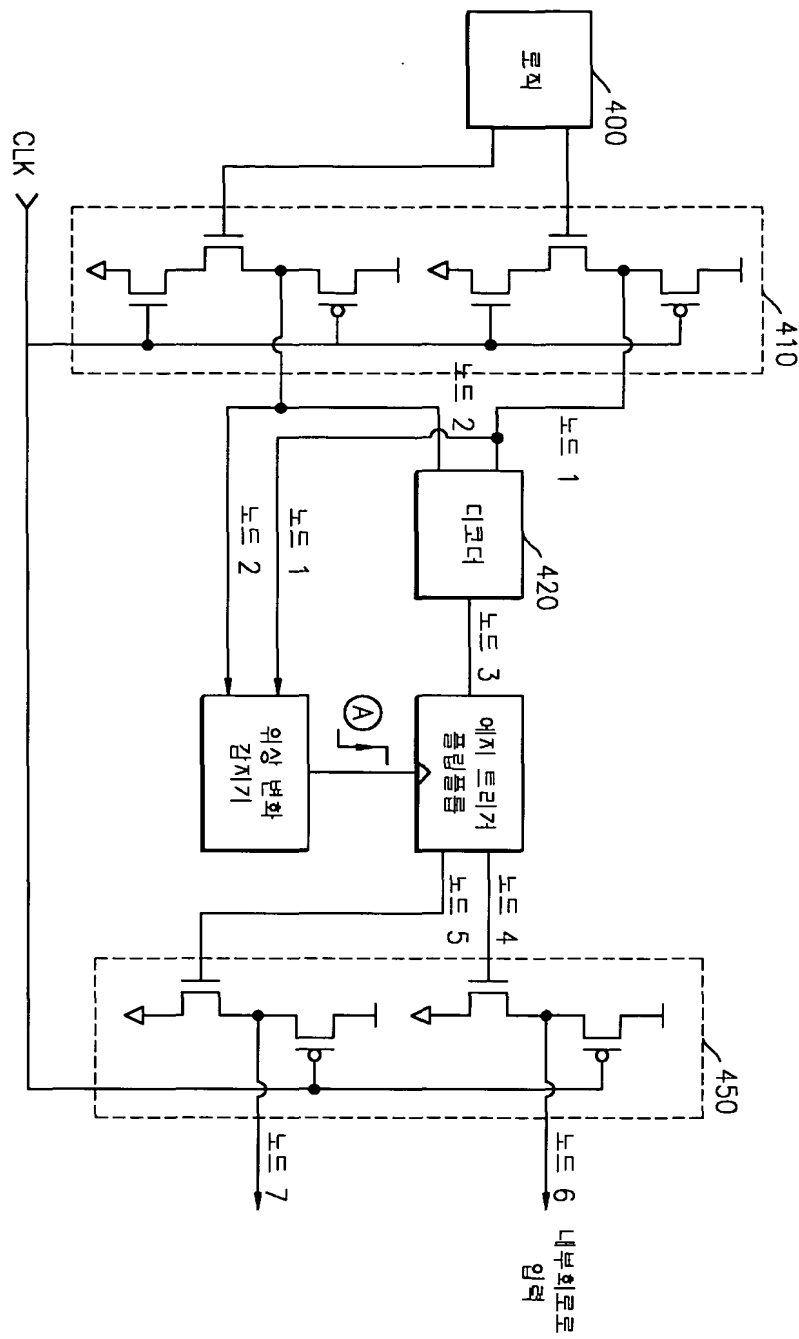 로직
400
CLK
410
노드 1
노드 2
디코더
420
노드 1
노드 2
노드 3
위상 변화
감지기
A
에지 트리거
플립플롭
노드 4
노드 5
450
노드 6
노드 7
내부회로로
입력